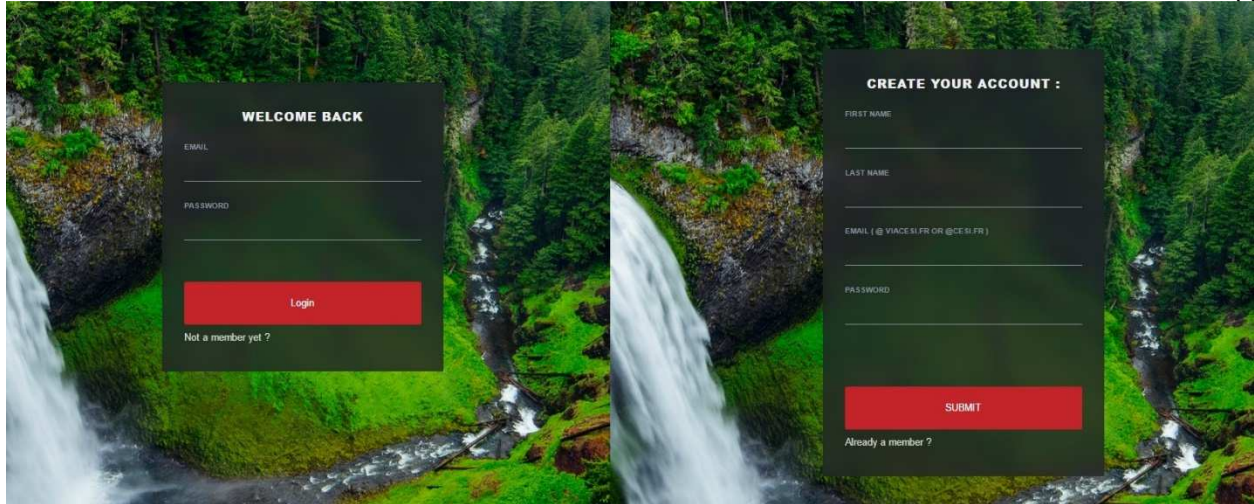 WELCOME BACK
EMAIL
PASSWORD
Login
Not a member yet ?
CREATE YOUR ACCOUNT :
FIRST NAME
LAST NAME
EMAIL ( @ VIACESI.FR OR @CESI.FR )
PASSWORD
SUBMIT
Already a member ?